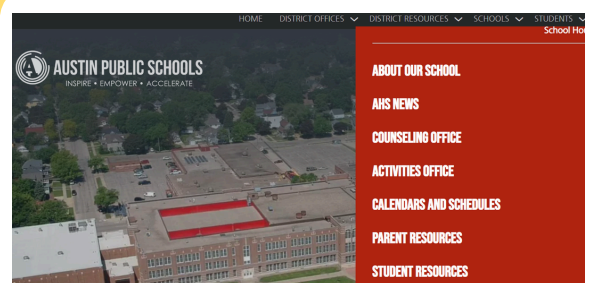 HOME DISTRICT OFFICES DISTRICT RESOURCES SCHOOLS STUDENTS
School Ho
AUSTIN PUBLIC SCHOOLS
INSPIRE • EMPOWER • ACCELERATE
ABOUT OUR SCHOOL
AHS NEWS
COUNSELING OFFICE
ACTIVITIES OFFICE
CALENDARS AND SCHEDULES
PARENT RESOURCES
STUDENT RESOURCES